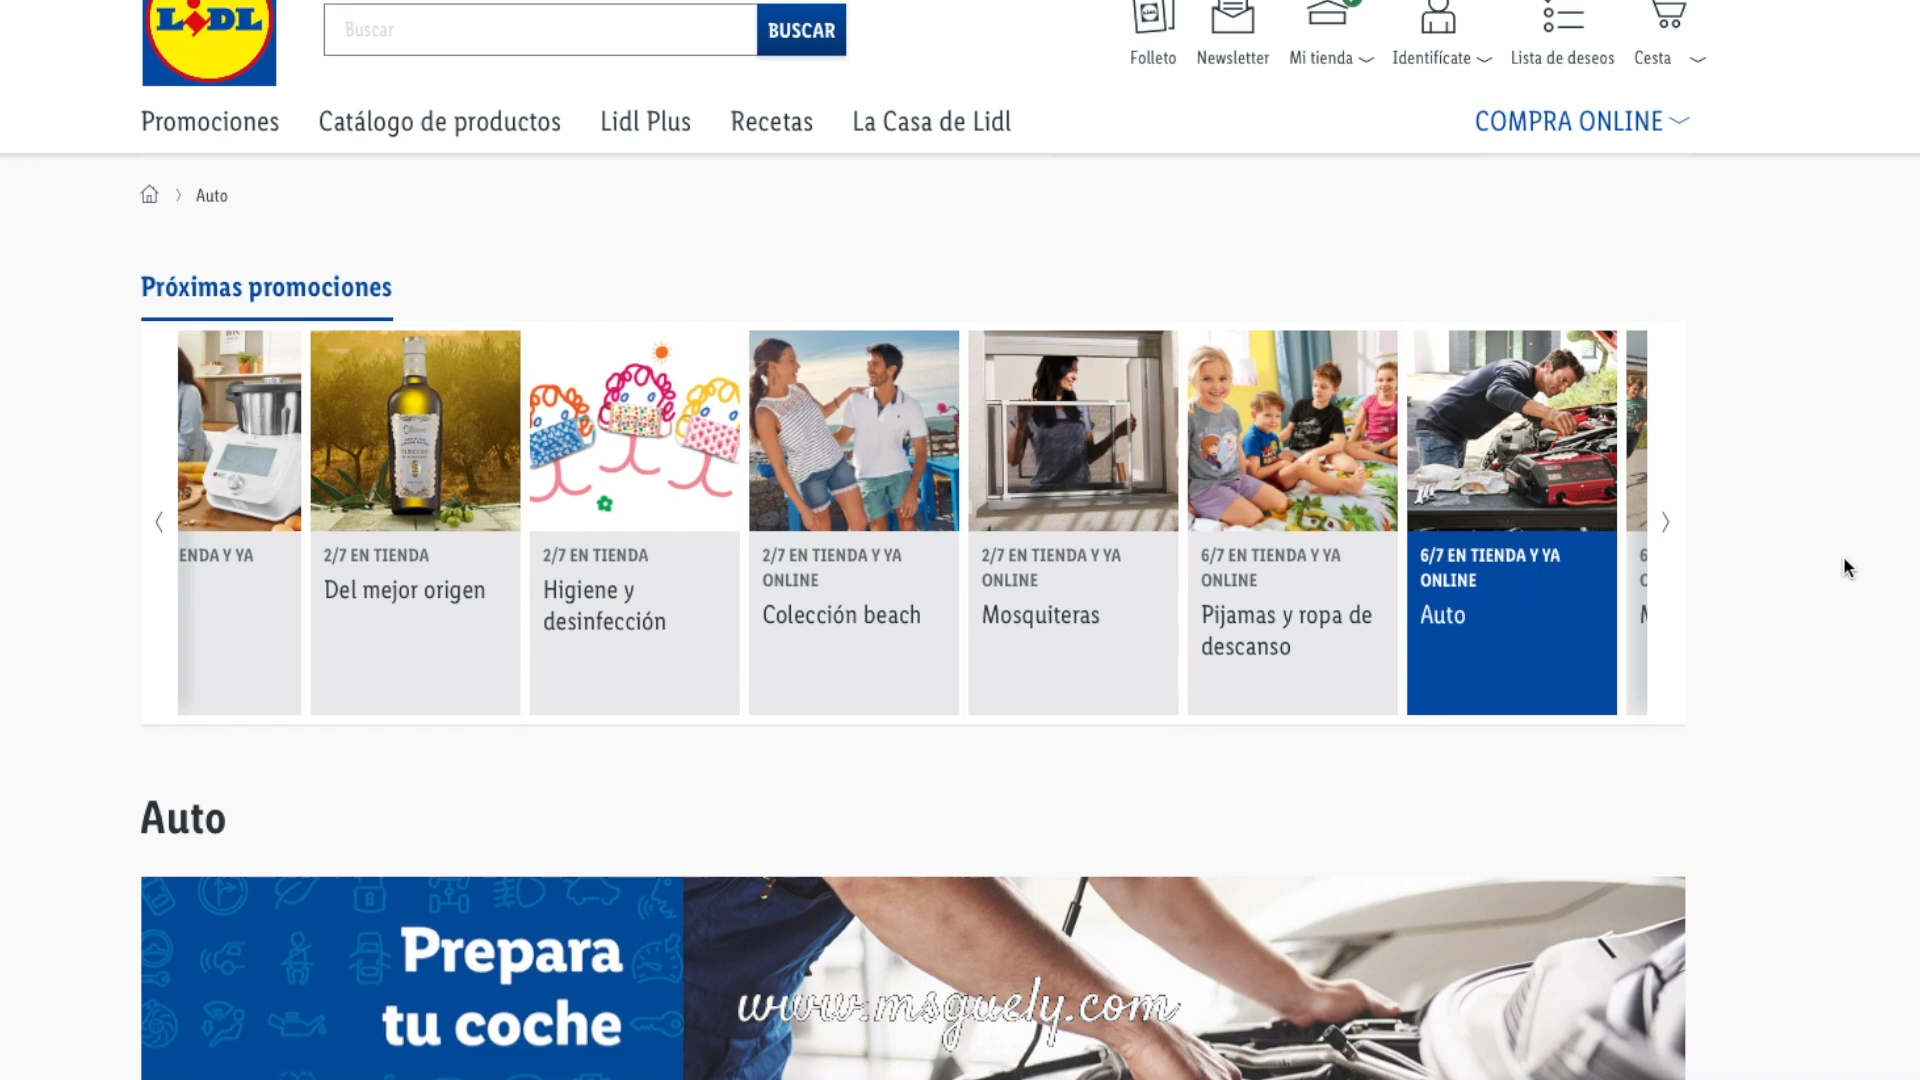 LIDL
Buscar
BUSCAR
Folleto
Newsletter
Mi tienda
Identifícate
Lista de deseos
Cesta
Promociones
Catálogo de productos
Lidl Plus
Recetas
La Casa de Lidl
COMPRA ONLINE
Auto
Próximas promociones
ENDA Y YA
2/7 EN TIENDA
Del mejor origen
2/7 EN TIENDA
Higiene y
desinfección
2/7 EN TIENDA Y YA
ONLINE
Colección beach
2/7 EN TIENDA Y YA
ONLINE
Mosquiteras
6/7 EN TIENDA Y YA
ONLINE
Pijamas y ropa de
descanso
6/7 EN TIENDA Y YA
ONLINE
Auto
Auto
Prepara
tu coche
www.msguely.com